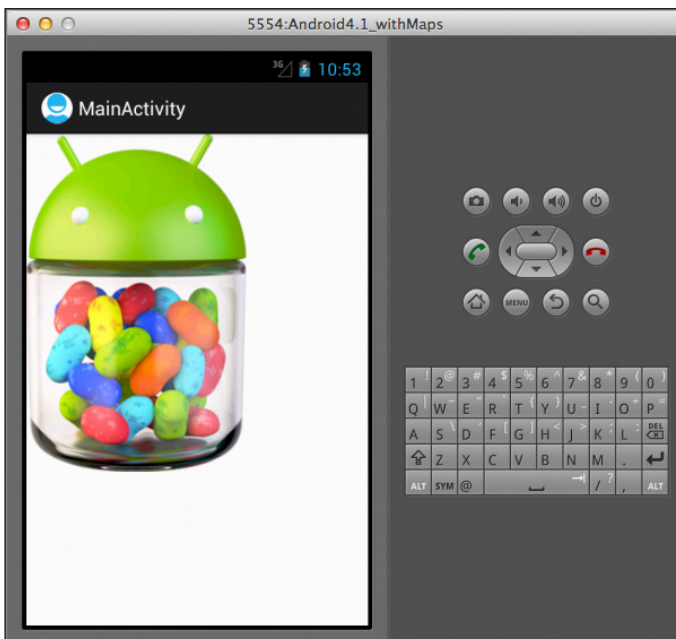 5554:Android4.1_withMaps
3G 10:53
MainActivity
MENU
1 ! 2 @ 3 # 4 $ 5 % 6 ^ 7 & 8 * 9 ( 0 )
Q | W ~ E " R ` T { Y } U _ I - O + P =
A S \ D ' F [ G ] H < J > K ; L : DEL
Z X C V B N M .
ALT SYM @ / ? , ALT